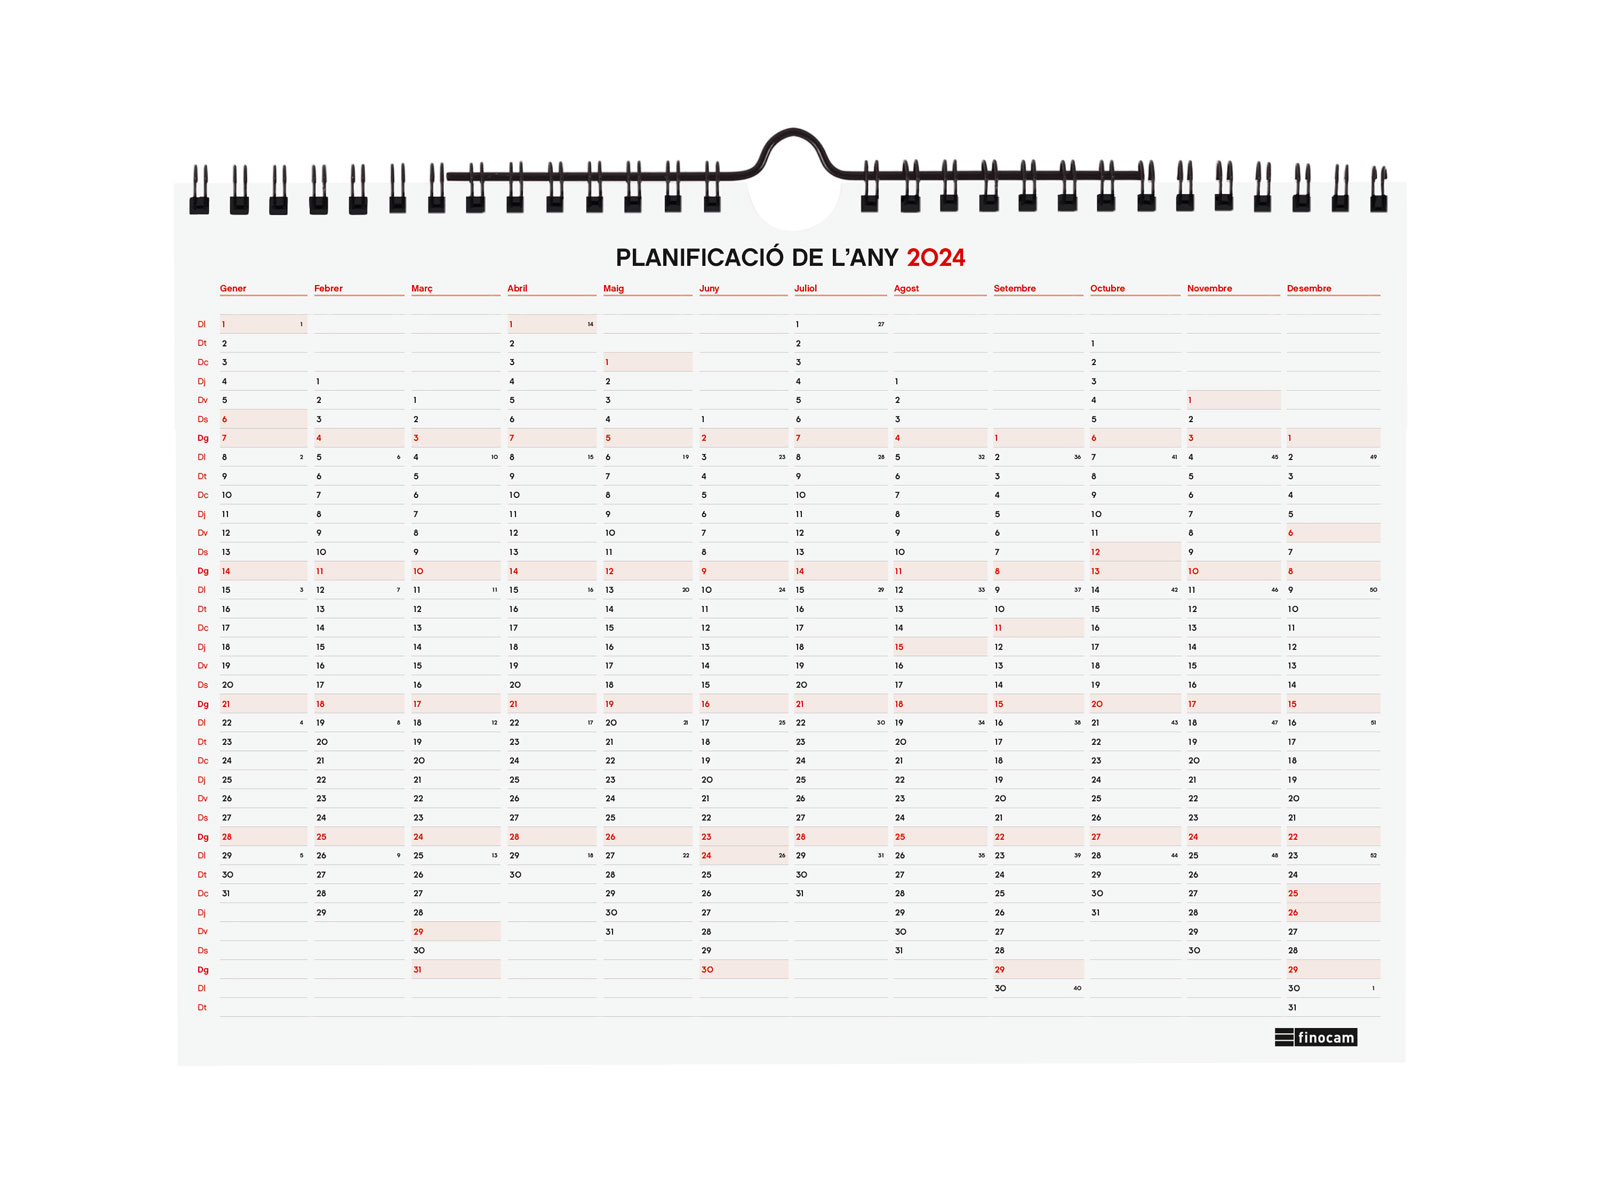 PLANIFICACIÓ DE L'ANY 2024
Gener Febrer Març Abril Maig Juny Juliol Agost Setembre Octubre Novembre Desembre
Dl 1 1 1 14 1 27
Dt 2 2 2 1
Dc 3 3 1 3 2
Dj 4 1 4 2 4 1 3
Dv 5 2 1 5 3 5 2 4 1
Ds 6 3 2 6 4 1 6 3 5 2
Dg 7 4 3 7 5 2 7 4 1 6 3 1
Dl 8 2 5 6 4 10 8 15 6 19 3 23 8 28 5 32 2 36 7 41 4 45 2 49
Dt 9 6 5 9 7 4 9 6 3 8 5 3
Dc 10 7 6 10 8 5 10 7 4 9 6 4
Dj 11 8 7 11 9 6 11 8 5 10 7 5
Dv 12 9 8 12 10 7 12 9 6 11 8 6
Ds 13 10 9 13 11 8 13 10 7 12 9 7
Dg 14 11 10 14 12 9 14 11 8 13 10 8
Dl 15 3 12 7 11 11 15 16 13 20 10 24 15 29 12 33 9 37 14 42 11 46 9 50
Dt 16 13 12 16 14 11 16 13 10 15 12 10
Dc 17 14 13 17 15 12 17 14 11 16 13 11
Dj 18 15 14 18 16 13 18 15 12 17 14 12
Dv 19 16 15 19 17 14 19 16 13 18 15 13
Ds 20 17 16 20 18 15 20 17 14 19 16 14
Dg 21 18 17 21 19 16 21 18 15 20 17 15
Dl 22 4 19 8 18 12 22 17 20 21 17 25 22 30 19 34 16 38 21 43 18 47 16 51
Dt 23 20 19 23 21 18 23 20 17 22 19 17
Dc 24 21 20 24 22 19 24 21 18 23 20 18
Dj 25 22 21 25 23 20 25 22 19 24 21 19
Dv 26 23 22 26 24 21 26 23 20 25 22 20
Ds 27 24 23 27 25 22 27 24 21 26 23 21
Dg 28 25 24 28 26 23 28 25 22 27 24 22
Dl 29 5 26 9 25 13 29 18 27 22 24 26 29 31 26 35 23 39 28 44 25 48 23 52
Dt 30 27 26 30 28 25 30 27 24 29 26 24
Dc 31 28 27 29 26 31 28 25 30 27 25
Dj 29 28 30 27 29 26 31 28 26
Dv 29 31 28 30 27 29 27
Ds 30 29 31 28 30 28
Dg 31 30 29 29
Dl 30 40 30 1
Dt 31
finocam